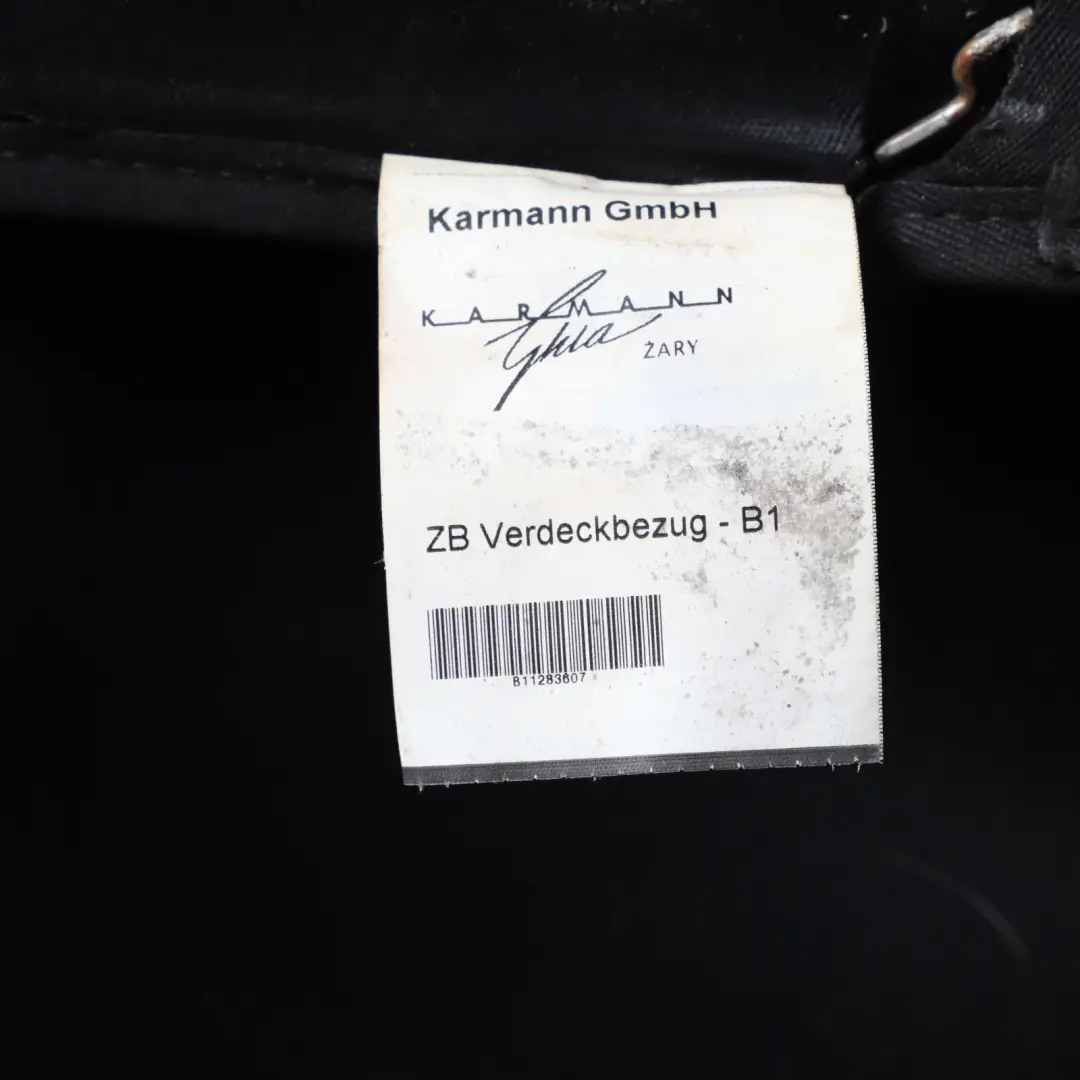 Karmann GmbH
KARMANN
Ghia
ŻARY
ZB Verdeckbezug - B1
B11283607